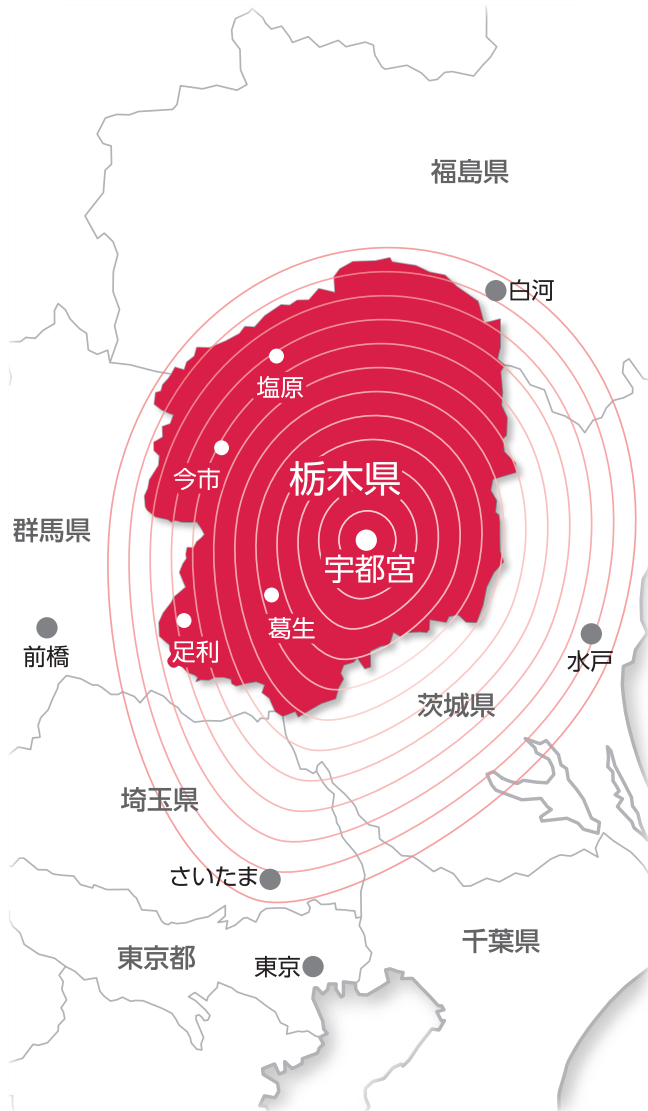 福島県
白河
塩原
今市
栃木県
群馬県
宇都宮
葛生
足利
前橋
水戸
茨城県
埼玉県
さいたま
千葉県
東京都
東京